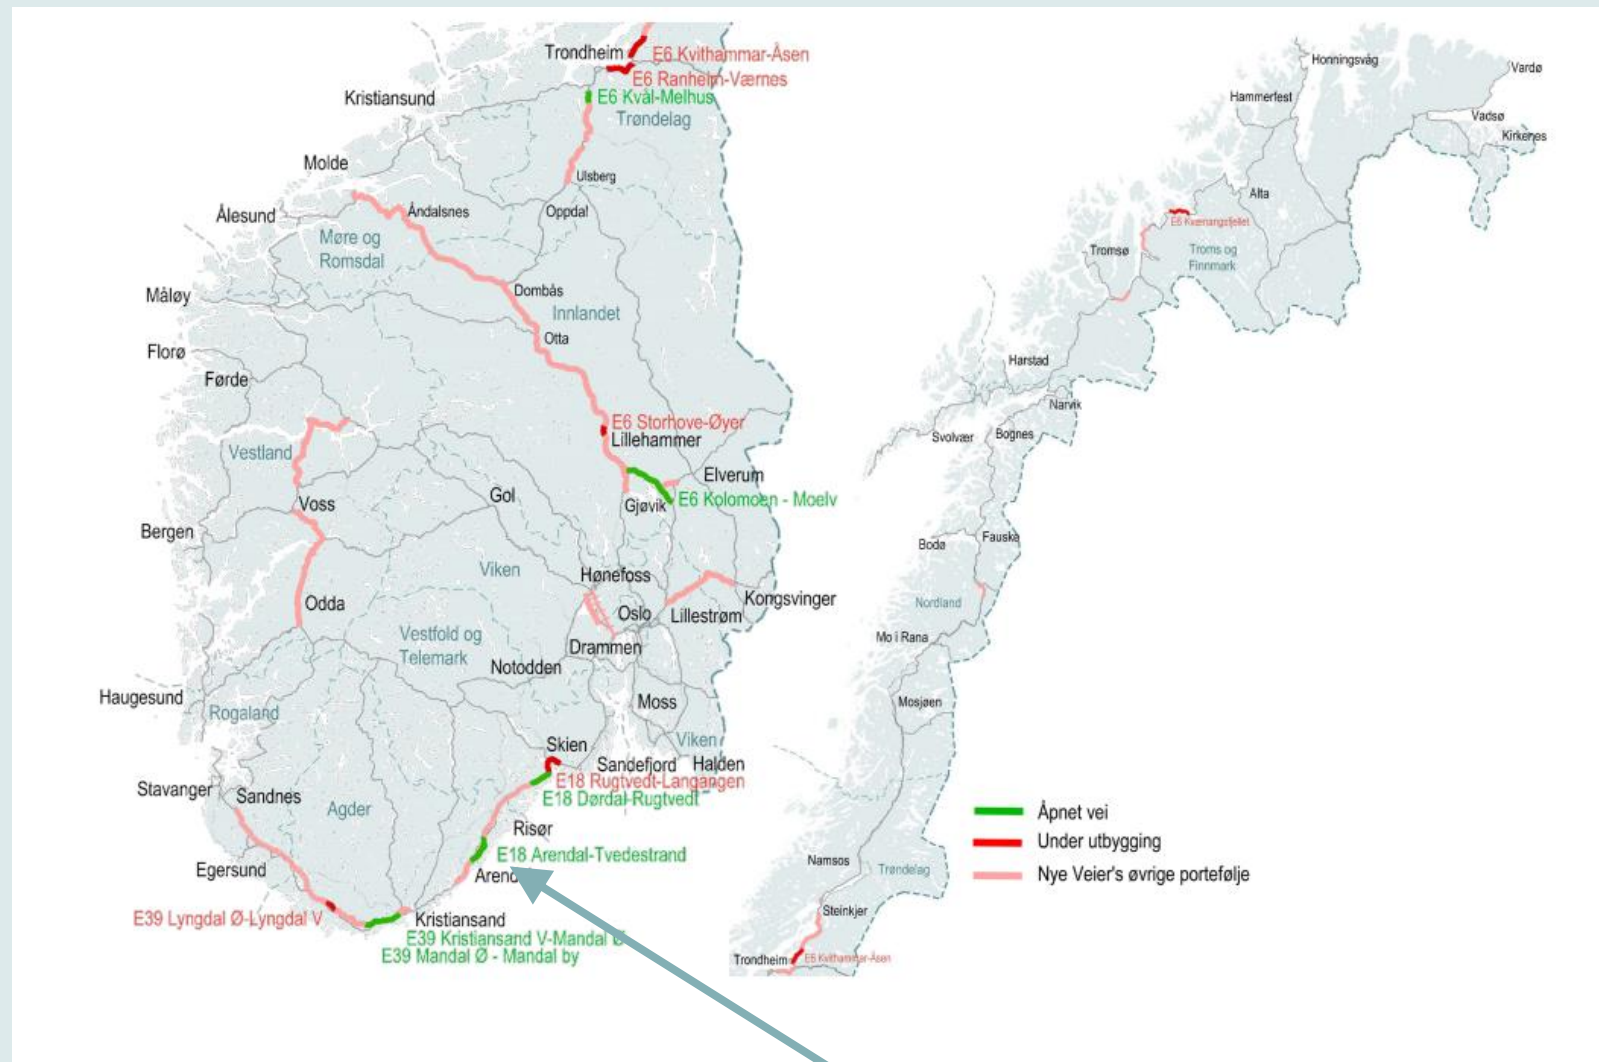 Trondheim
E6 Kvithammar-Åsen
E6 Ranheim-Værnes
E6 Kvål-Melhus
Trøndelag
Kristiansund
Molde
Ulsberg
Ålesund
Åndalsnes
Oppdal
Møre og
Romsdal
Måløy
Dombås
Innlandet
Otta
Florø
Førde
E6 Storhove-Øyer
Lillehammer
Vestland
Elverum
Gol
Voss
Gjøvik
E6 Kolomoen - Moelv
Bergen
Viken
Hønefoss
Odda
Oslo
Lillestrøm
Kongsvinger
Vestfold og
Telemark
Drammen
Notodden
Haugesund
Rogaland
Moss
Viken
Skien
Sandefjord
Halden
E18 Rugtvedt-Langangen
E18 Dørdal-Rugtvedt
Stavanger
Sandnes
Agder
Risør
E18 Arendal-Tvedestrand
Egersund
Arend
E39 Lyngdal Ø-Lyngdal V
Kristiansand
E39 Kristiansand V-Mandal Ø
E39 Mandal Ø - Mandal by
Honningsvåg
Vardø
Hammerfest
Vadsø
Kirkenes
Alta
E6 Kvænangsfjellet
Tromsø
Troms og
Finnmark
Harstad
Narvik
Svolvær
Bognes
Bodø
Fauske
Nordland
Mo i Rana
Mosjøen
Namsos
Trøndelag
Steinkjer
Trondheim
E6 Kvithammar-Åsen
Åpnet vei
Under utbygging
Nye Veier's øvrige portefølje